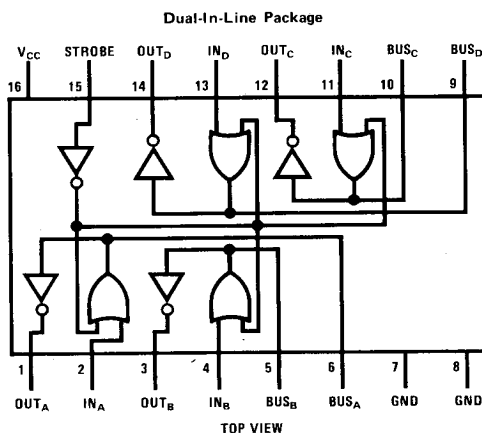 Dual-In-Line Package
VCC STROBE OUTD IND OUTC INC BUSC BUSD
16 15 14 13 12 11 10 9
1 2 3 4 5 6 7 8
OUTA INA OUTB INB BUSB BUSA GND GND
TOP VIEW